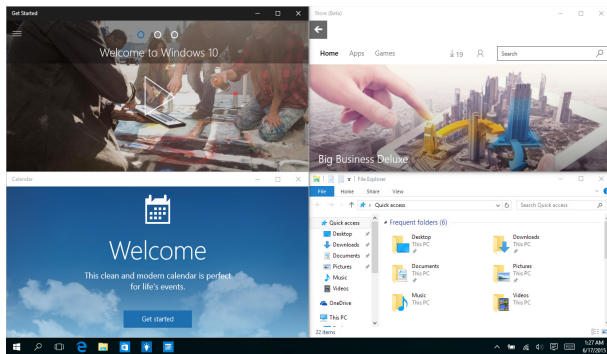 Get Started
Welcome to Windows 10
Store (Beta)
Home Apps Games
19
Search
Big Business Deluxe
Calendar
Welcome
This clean and modern calendar is perfect
for life's events.
Get started
File Explorer
File Home Share View
Quick access
Search Quick access
Quick access
Desktop
Downloads
Documents
Pictures
Music
Videos
OneDrive
This PC
Frequent folders (6)
Desktop
This PC
Downloads
This PC
Documents
This PC
Pictures
This PC
Music
This PC
Videos
This PC
22 items
1:27 AM
6/17/2015